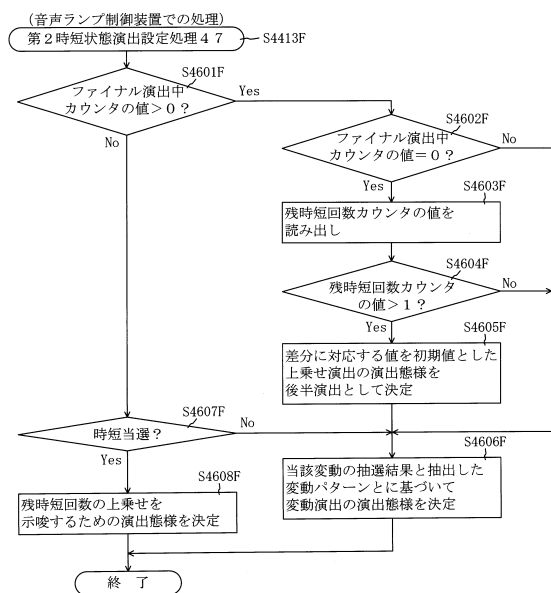 (音声ランプ制御装置での処理)
第2時短状態演出設定処理47
S4413F
S4601F
ファイナル演出中
カウンタの値>0?
Yes
No
S4602F
ファイナル演出中
カウンタの値=0?
No
Yes
S4603F
残時短回数カウンタの値を
読み出し
S4604F
残時短回数カウンタ
の値>1?
No
Yes
S4605F
差分に対応する値を初期値とした
上乗せ演出の演出態様を
後半演出として決定
S4607F
時短当選?
No
Yes
S4606F
当該変動の抽選結果と抽出した
変動パターンとに基づいて
変動演出の演出態様を決定
S4608F
残時短回数の上乗せを
示唆するための演出態様を決定
終 了